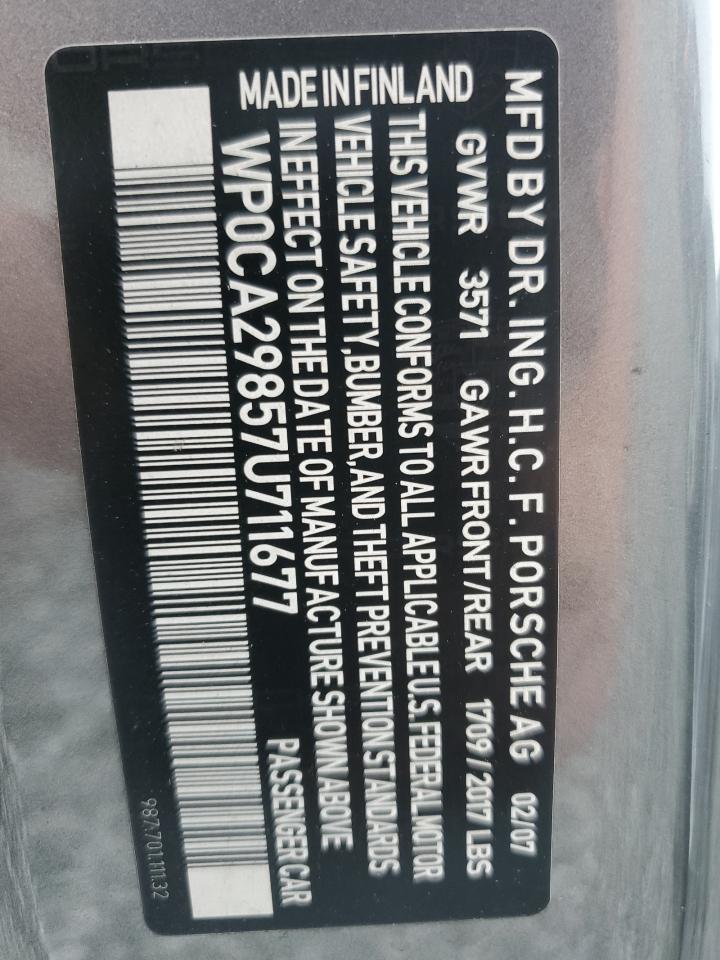 MFD BY DR. ING. H.C. F. PORSCHE AG 02/07
GVWR 3571 GAWR FRONT/REAR 1709/2017 LBS
THIS VEHICLE CONFORMS TO ALL APPLICABLE U.S. FEDERAL MOTOR
VEHICLE SAFETY, BUMBER, AND THEFT PREVENTION STANDARDS
IN EFFECT ON THE DATE OF MANUFACTURE SHOWN ABOVE
MADE IN FINLAND
WP0CA29857U711677 PASSENGER CAR
987.701.111.32